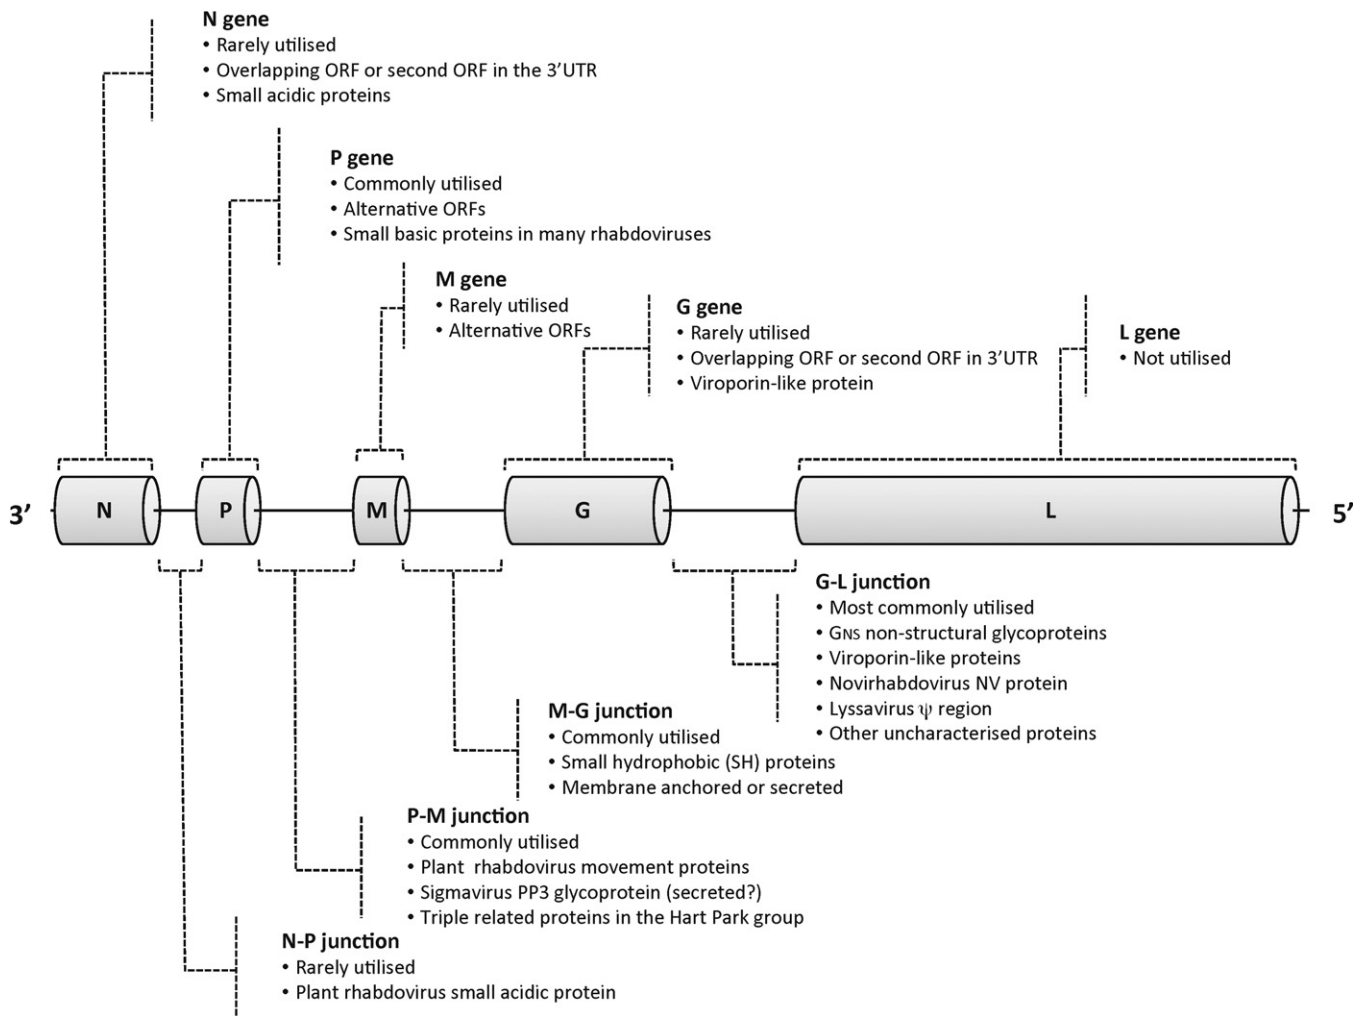 N gene
• Rarely utilised
• Overlapping ORF or second ORF in the 3’UTR
• Small acidic proteins
P gene
• Commonly utilised
• Alternative ORFs
• Small basic proteins in many rhabdoviruses
M gene
• Rarely utilised
• Alternative ORFs
G gene
• Rarely utilised
• Overlapping ORF or second ORF in 3’UTR
• Viroporin-like protein
L gene
• Not utilised
3’ N P M G L 5’
G-L junction
• Most commonly utilised
• GNS non-structural glycoproteins
• Viroporin-like proteins
• Novirhabdovirus NV protein
• Lyssavirus ψ region
• Other uncharacterised proteins
M-G junction
• Commonly utilised
• Small hydrophobic (SH) proteins
• Membrane anchored or secreted
P-M junction
• Commonly utilised
• Plant rhabdovirus movement proteins
• Sigmavirus PP3 glycoprotein (secreted?)
• Triple related proteins in the Hart Park group
N-P junction
• Rarely utilised
• Plant rhabdovirus small acidic protein